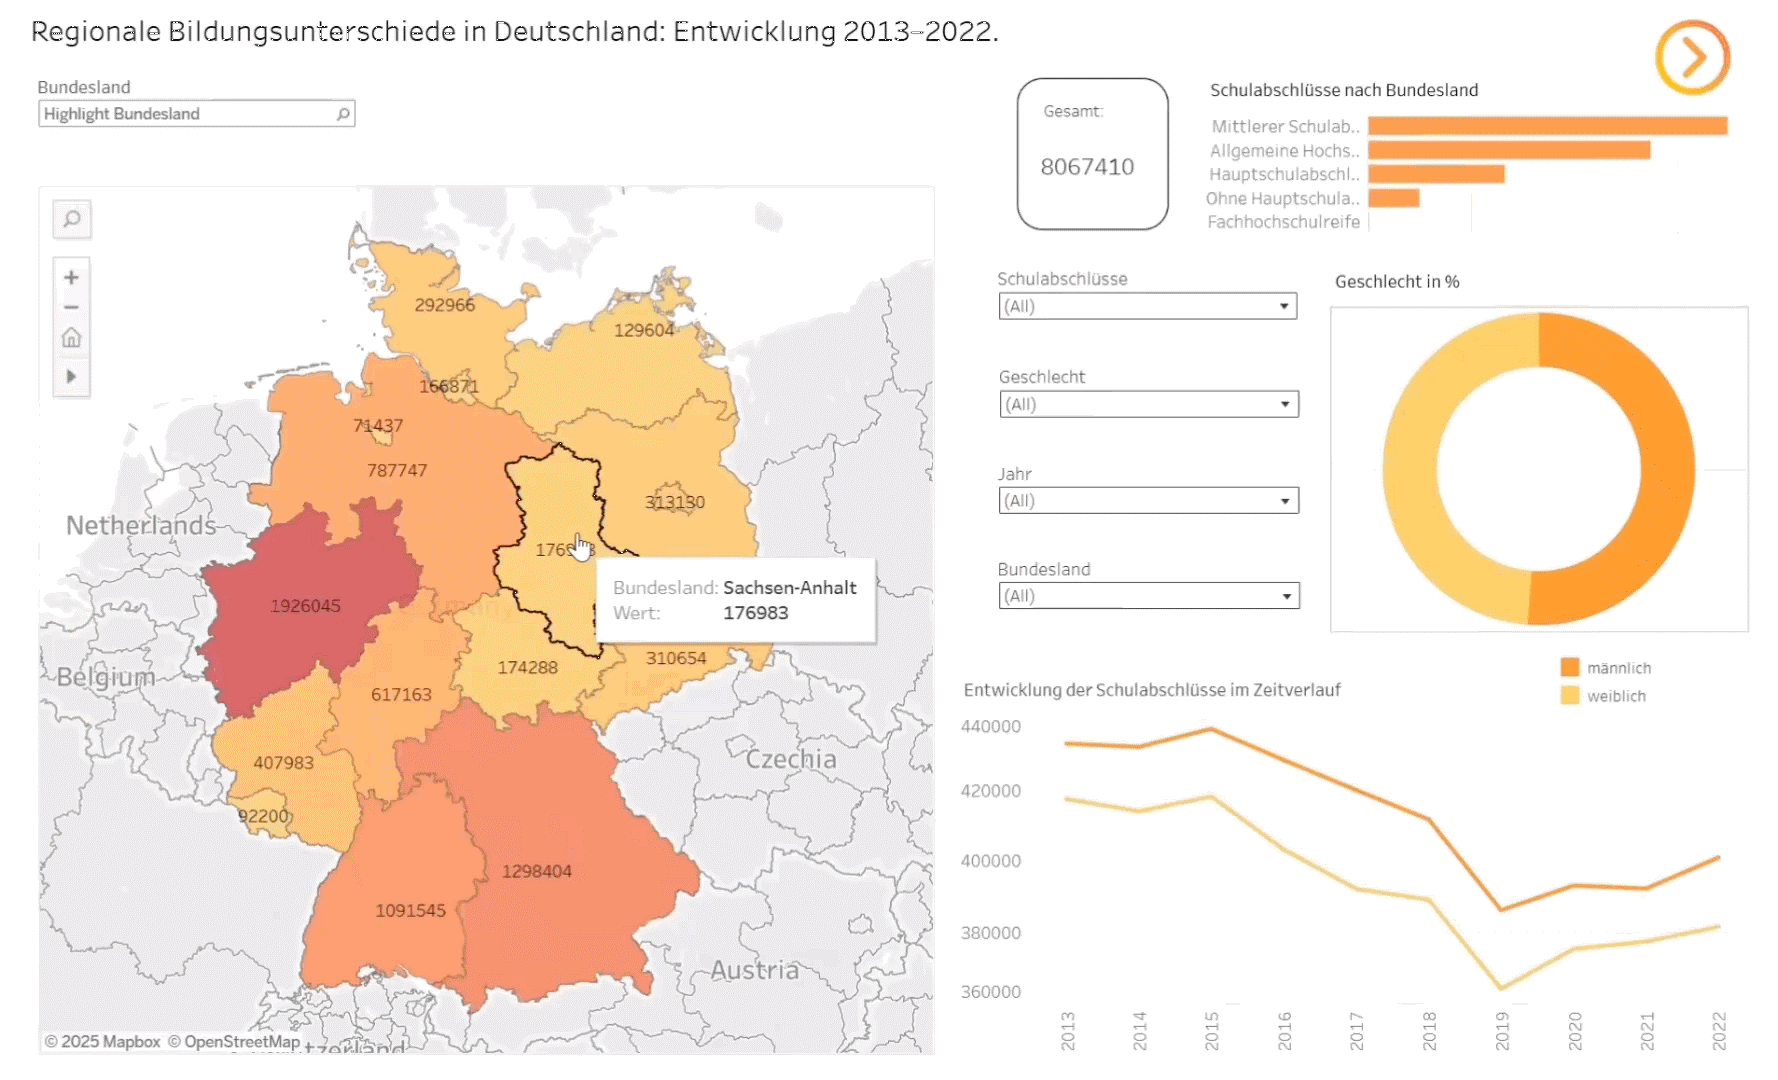 Regionale Bildungsunterschiede in Deutschland: Entwicklung 2013–2022.
Bundesland
Highlight Bundesland
Gesamt:
8067410
Schulabschlüsse nach Bundesland
Mittlerer Schulab..
Allgemeine Hochs..
Hauptschulabschl..
Ohne Hauptschula..
Fachhochschulreife
Schulabschlüsse
(All)
Geschlecht
(All)
Jahr
(All)
Bundesland
(All)
Geschlecht in %
männlich
weiblich
292966
129604
166871
71437
787747
313130
Netherlands
Bundesland: Sachsen-Anhalt
Wert: 176983
1926045
174288
310654
Belgium
617163
407983
Czechia
92200
1298404
1091545
Austria
© 2025 Mapbox © OpenStreetMap
Entwicklung der Schulabschlüsse im Zeitverlauf
440000
420000
400000
380000
360000
2013
2014
2015
2016
2017
2018
2019
2020
2021
2022